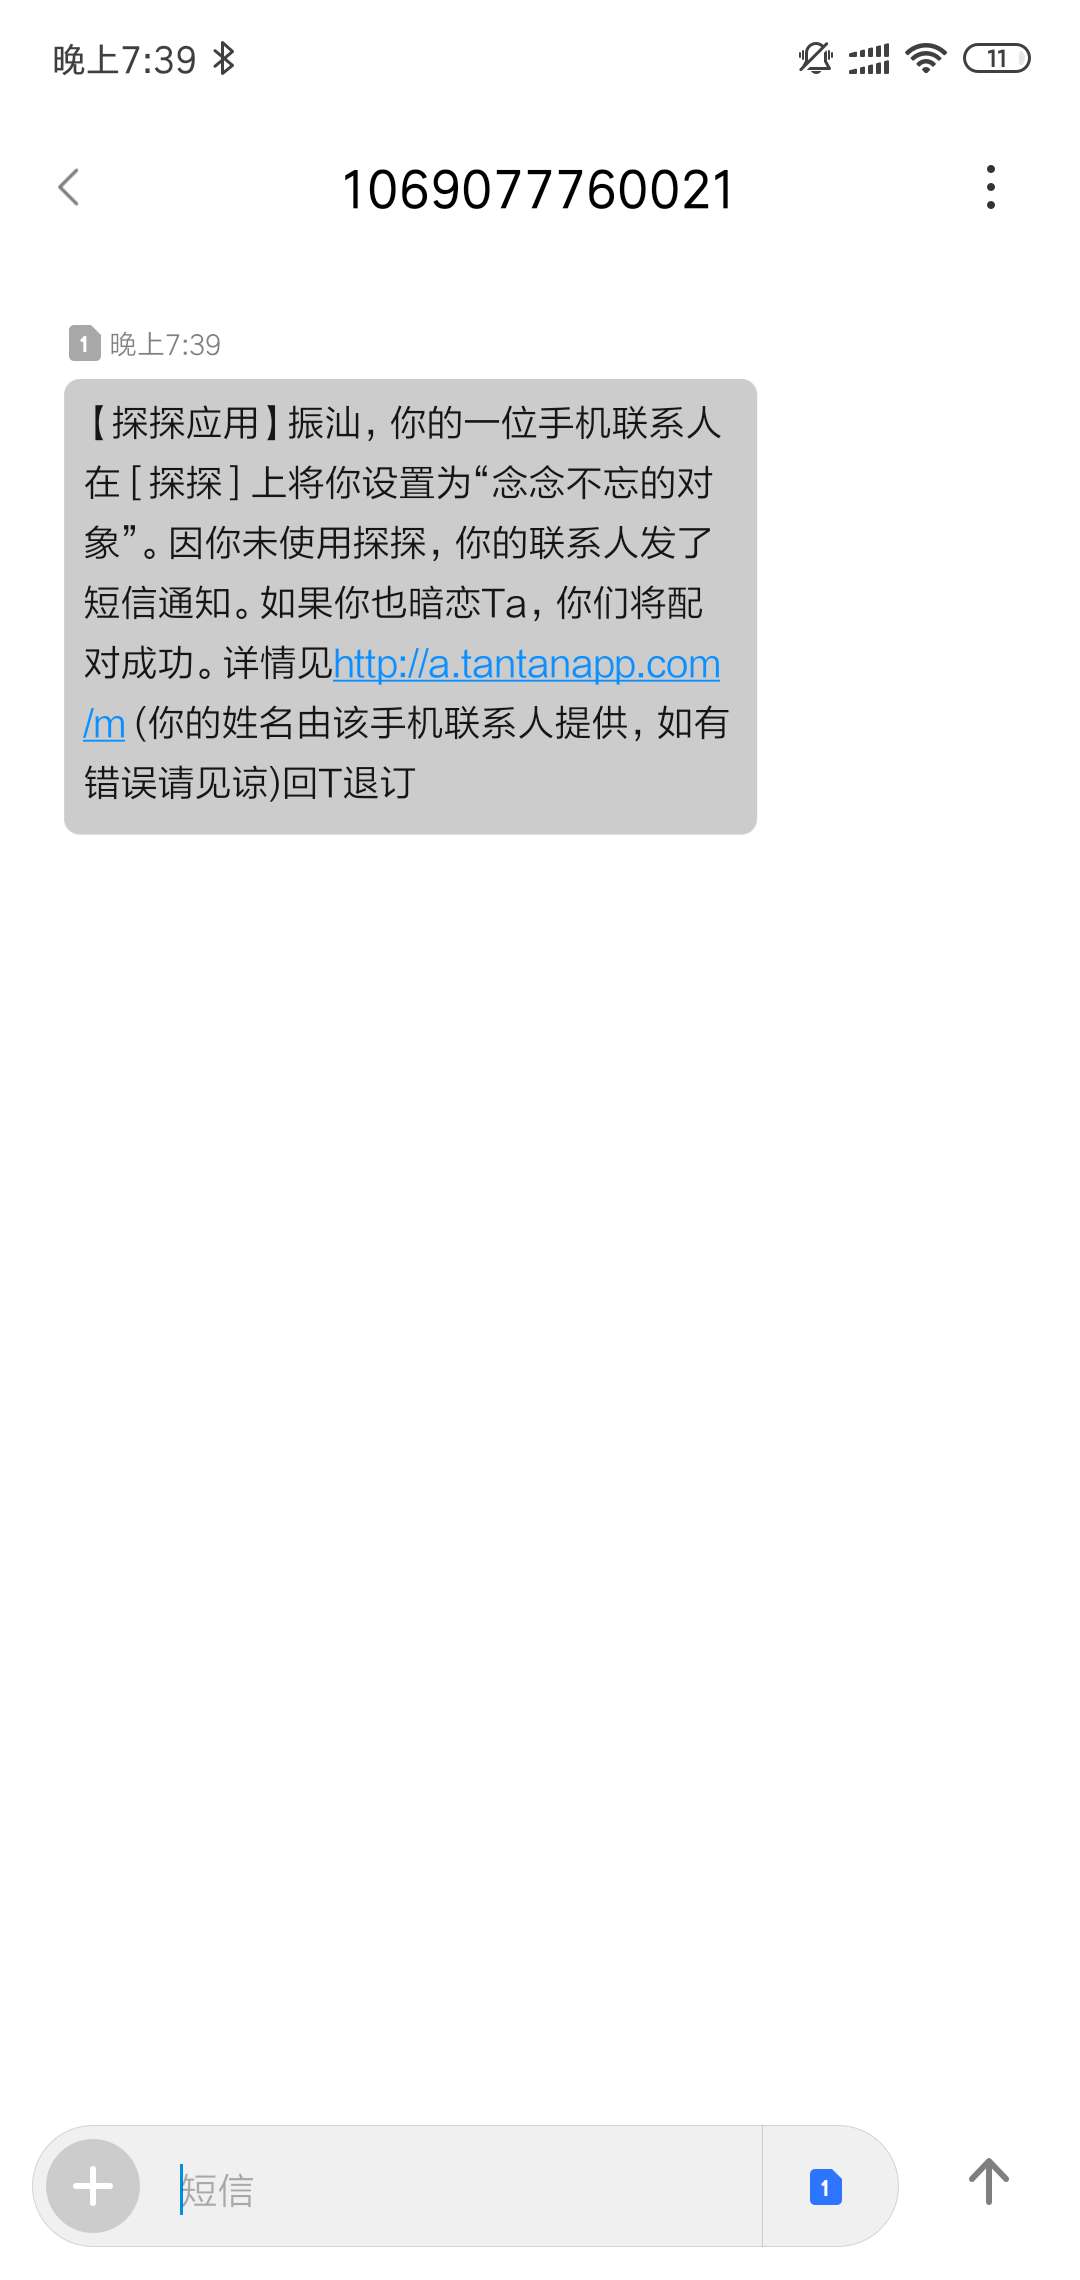 晚上7:39
11
1069077760021
1 晚上7:39
【探探应用】振汕，你的一位手机联系人
在[探探]上将你设置为“念念不忘的对
象”。因你未使用探探，你的联系人发了
短信通知。如果你也暗恋Ta，你们将配
对成功。详情见http://a.tantanapp.com
/m (你的姓名由该手机联系人提供，如有
错误请见谅)回T退订
短信
1